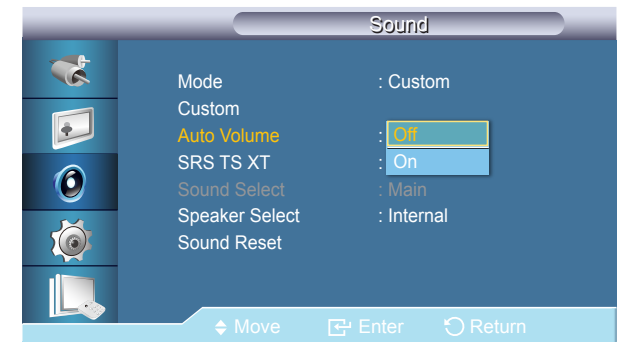 Sound
Mode : Custom
Custom
Auto Volume : Off
SRS TS XT : On
Sound Select : Main
Speaker Select : Internal
Sound Reset
Move Enter Return